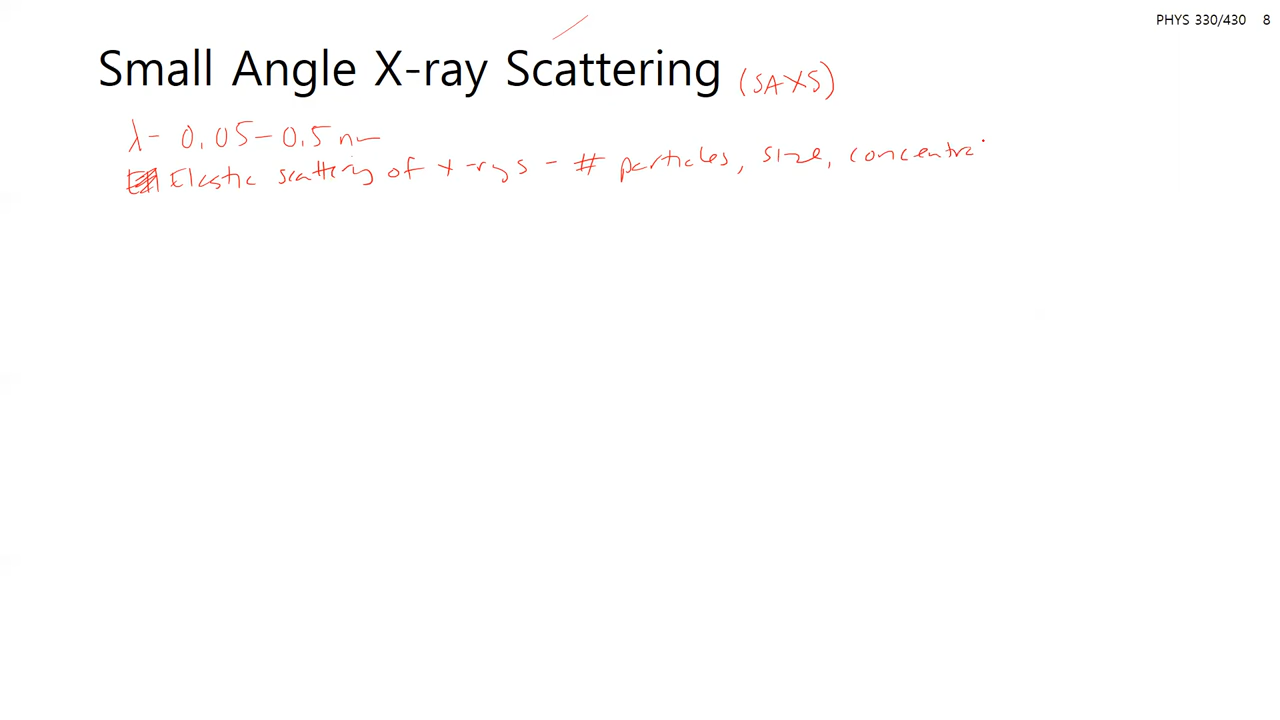 PHYS 330/430 8
Small Angle X-ray Scattering (SAXS)
λ - 0.05 - 0.5 nm
Elastic scattering of x-rays - # particles, size, concentra